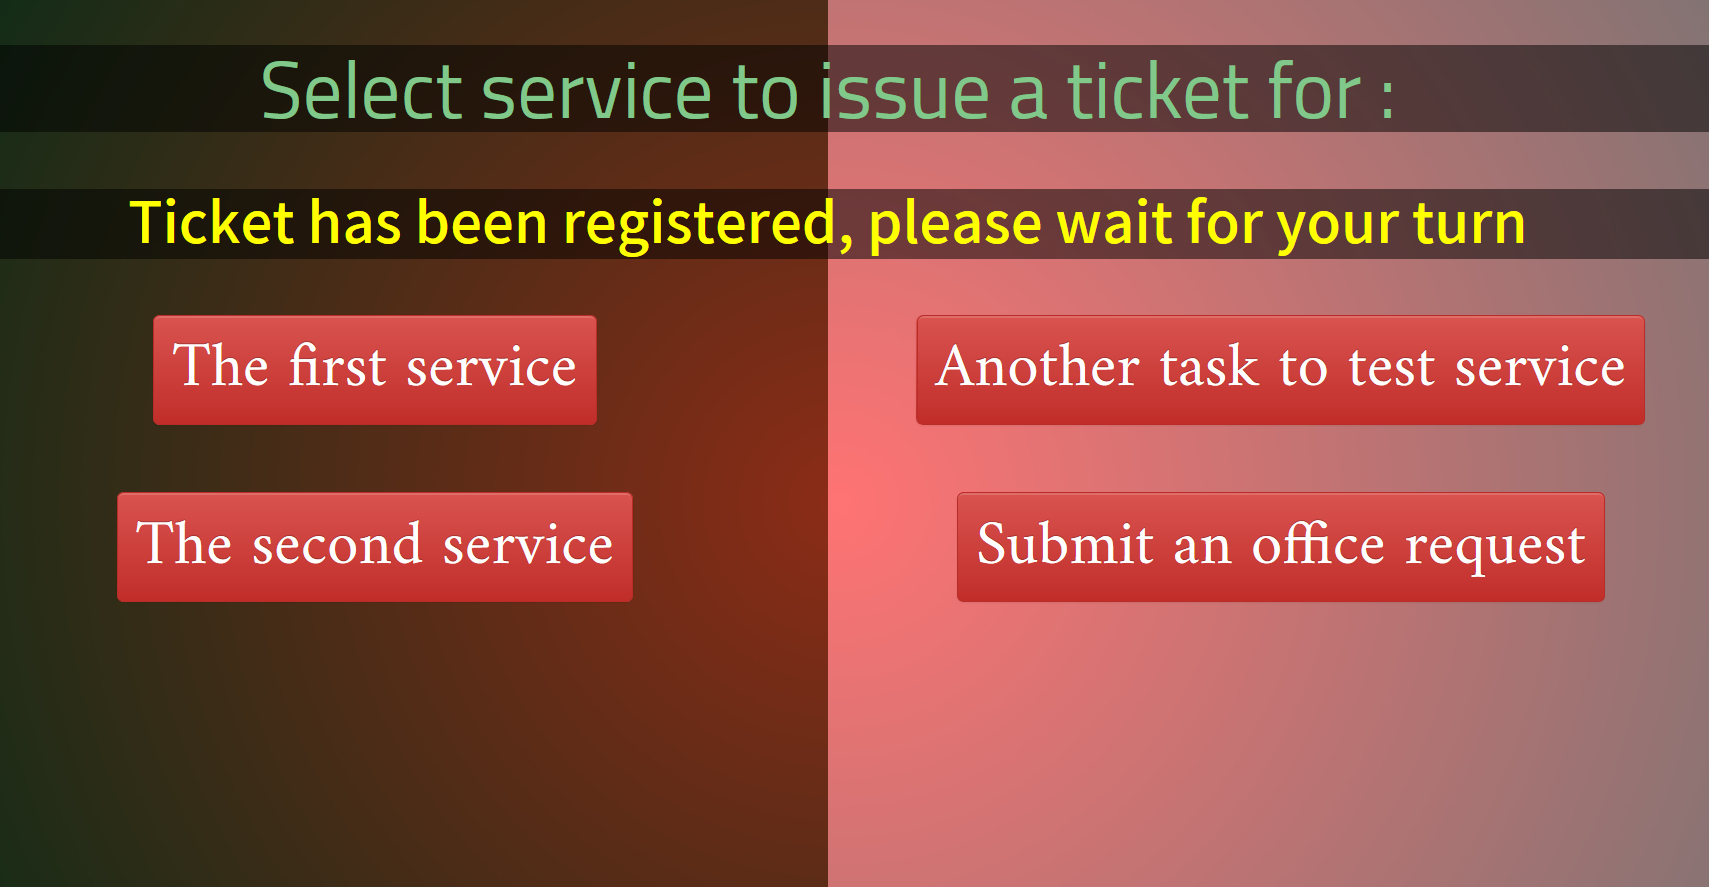 Select service to issue a ticket for :
Ticket has been registered, please wait for your turn
The first service
Another task to test service
The second service
Submit an office request